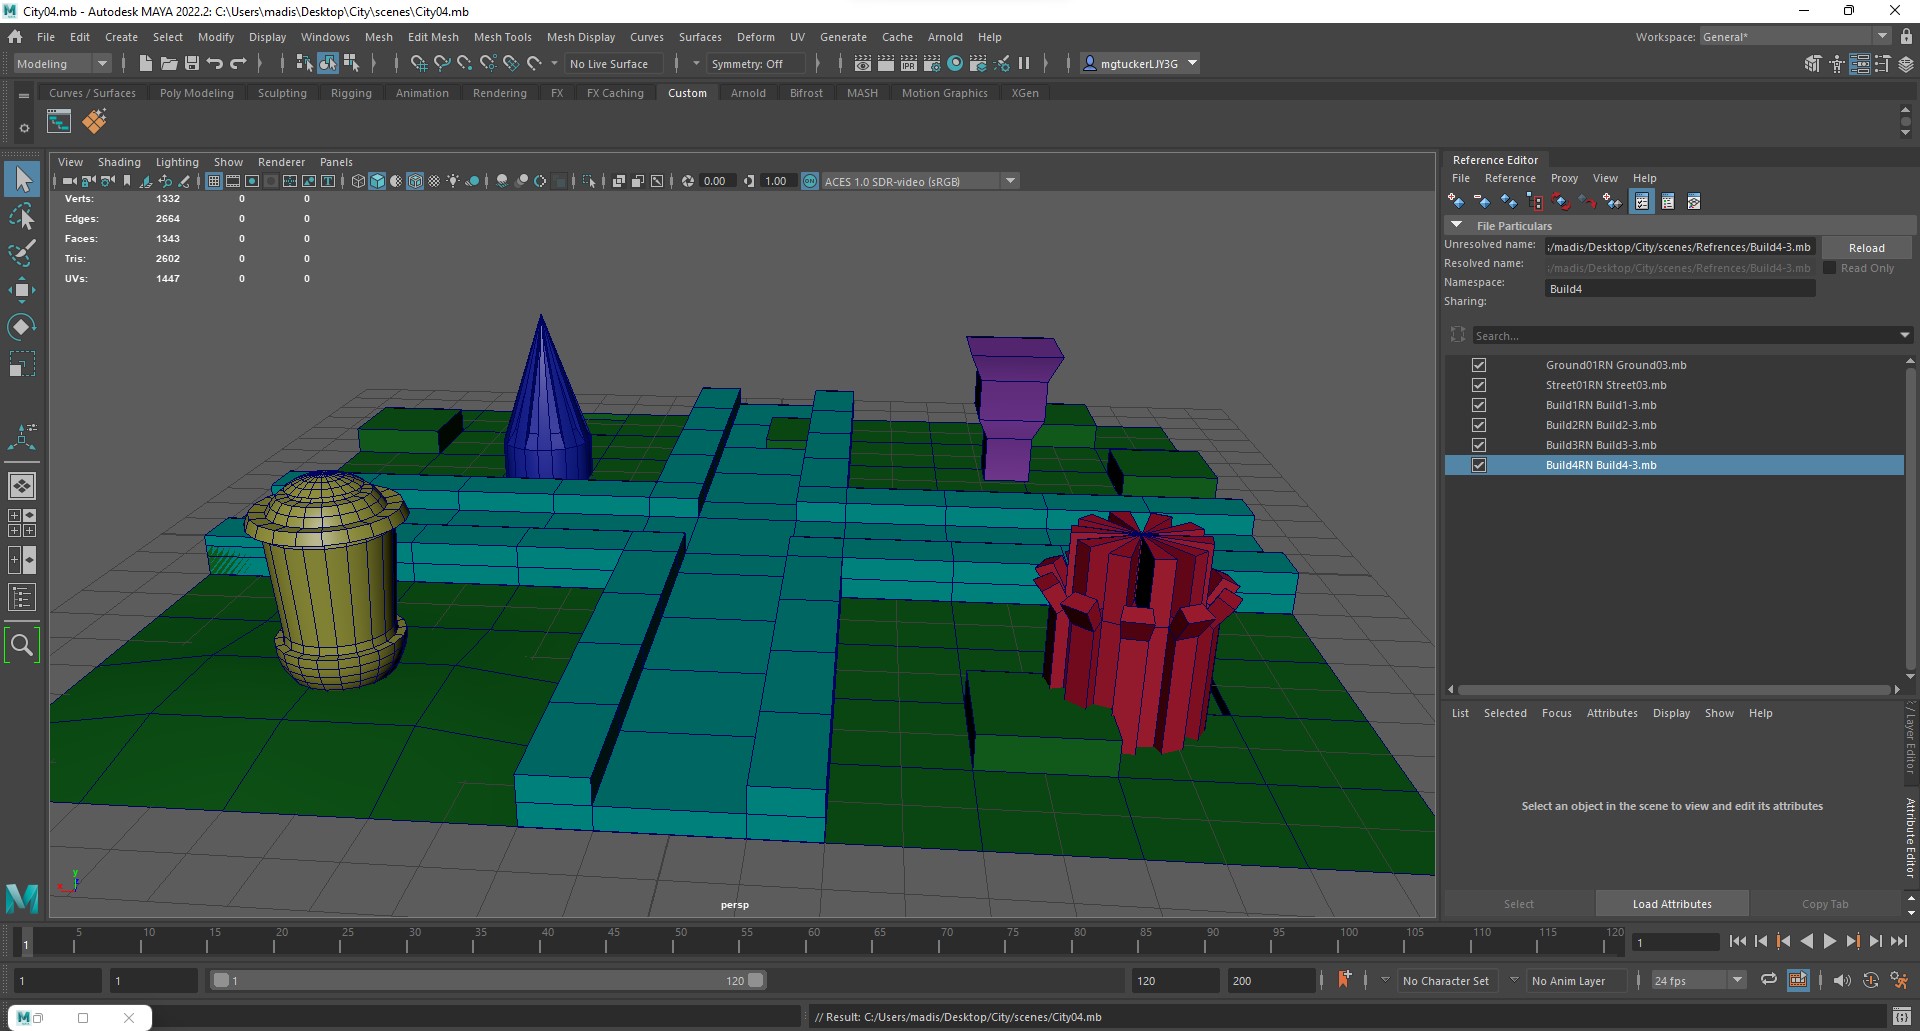 City04.mb - Autodesk MAYA 2022.2: C:\Users\madis\Desktop\City\scenes\City04.mb
File Edit Create Select Modify Display Windows Mesh Edit Mesh Mesh Tools Mesh Display Curves Surfaces Deform UV Generate Cache Arnold Help Workspace: General*
Modeling No Live Surface Symmetry: Off IPR mgtuckerLJY3G
Curves / Surfaces Poly Modeling Sculpting Rigging Animation Rendering FX FX Caching Custom Arnold Bifrost MASH Motion Graphics XGen
View Shading Lighting Show Renderer Panels
0.00 1.00 ON ACES 1.0 SDR-video (sRGB)
Verts: 1332 0 0
Edges: 2664 0 0
Faces: 1343 0 0
Tris: 2602 0 0
UVs: 1447 0 0
persp
y
x
Reference Editor
File Reference Proxy View Help
File Particulars
Unresolved name: :/madis/Desktop/City/scenes/Refrences/Build4-3.mb Reload
Resolved name: :/madis/Desktop/City/scenes/Refrences/Build4-3.mb Read Only
Namespace: Build4
Sharing:
Search...
Ground01RN Ground03.mb
Street01RN Street03.mb
Build1RN Build1-3.mb
Build2RN Build2-3.mb
Build3RN Build3-3.mb
Build4RN Build4-3.mb
List Selected Focus Attributes Display Show Help
Select an object in the scene to view and edit its attributes
Select Load Attributes Copy Tab
/ Layer Editor
Attribute Editor
1 5 10 15 20 25 30 35 40 45 50 55 60 65 70 75 80 85 90 95 100 105 110 115 120 1
1 1 1 120 120 200 No Character Set No Anim Layer 24 fps
// Result: C:/Users/madis/Desktop/City/scenes/City04.mb